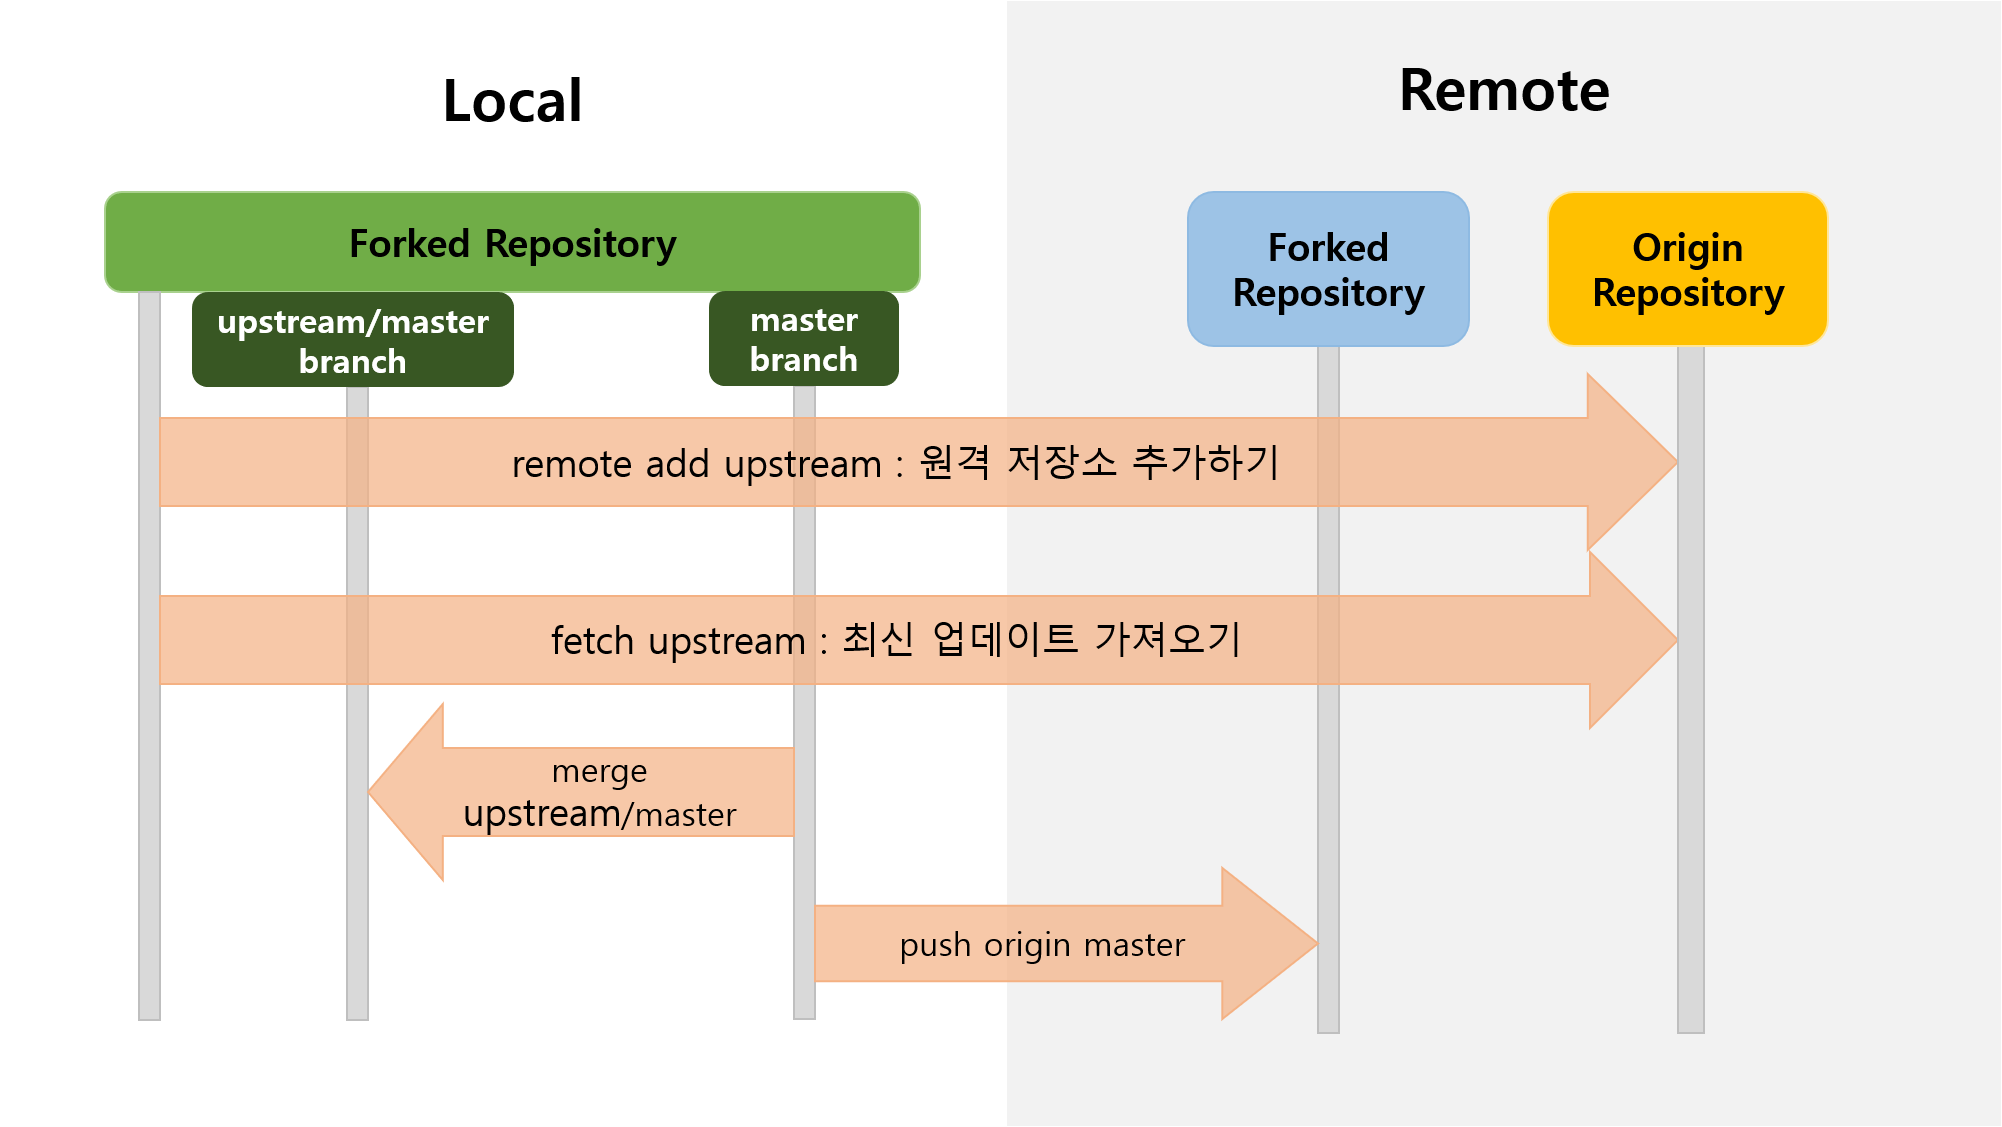 Local
Remote
Forked Repository
Forked
Repository
Origin
Repository
upstream/master
branch
master
branch
remote add upstream : 원격 저장소 추가하기
fetch upstream : 최신 업데이트 가져오기
merge
upstream/master
push origin master